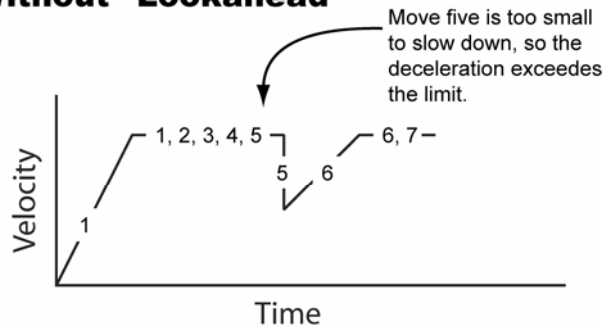 Without "Lookahead"
Move five is too small
to slow down, so the
deceleration exceedes
the limit.
1, 2, 3, 4, 5
6, 7
5
6
1
Velocity
Time